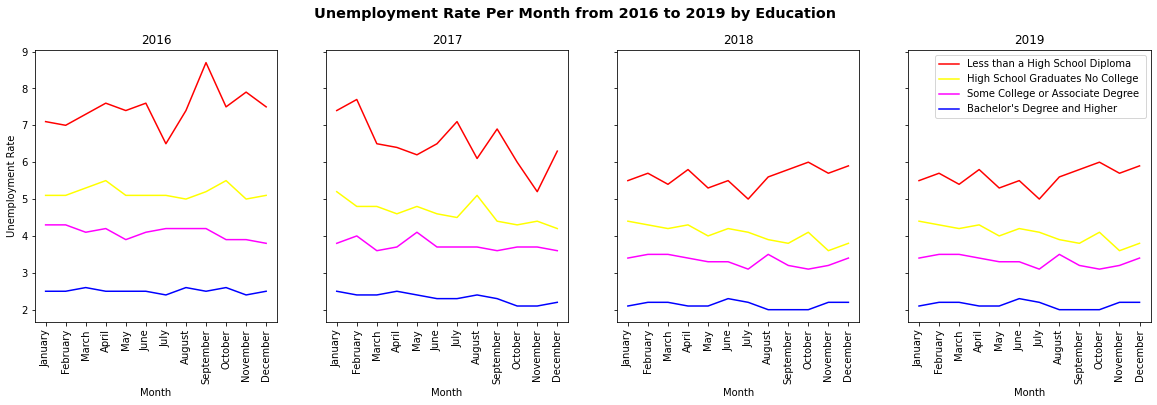 Unemployment Rate Per Month from 2016 to 2019 by Education
2016
2017
2018
2019
Less than a High School Diploma
High School Graduates No College
Some College or Associate Degree
Bachelor's Degree and Higher
Unemployment Rate
9
8
7
6
5
4
3
2
January
February
March
April
May
June
July
August
September
October
November
December
Month
January
February
March
April
May
June
July
August
September
October
November
December
Month
January
February
March
April
May
June
July
August
September
October
November
December
Month
January
February
March
April
May
June
July
August
September
October
November
December
Month